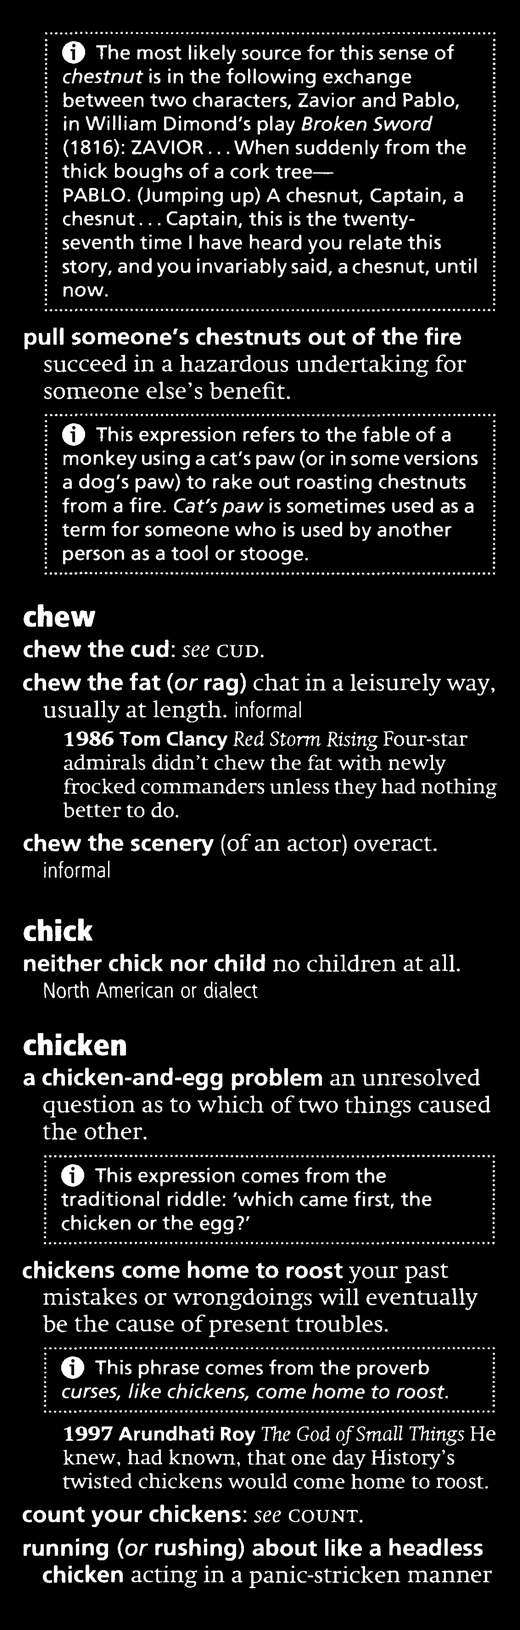 The most likely source for this sense of
chestnut is in the following exchange
between two characters, Zavior and Pablo,
in William Dimond's play Broken Sword
(1816): ZAVIOR...When suddenly from the
thick boughs of a cork tree—
PABLO. (Jumping up) A chesnut, Captain, a
chesnut... Captain, this is the twenty-
seventh time I have heard you relate this
story, and you invariably said, a chesnut, until
now.
pull someone's chestnuts out of the fire
succeed in a hazardous undertaking for
someone else's benefit.
This expression refers to the fable of a
monkey using a cat's paw (or in some versions
a dog's paw) to rake out roasting chestnuts
from a fire. Cat's paw is sometimes used as a
term for someone who is used by another
person as a tool or stooge.
chew
chew the cud: see CUD.
chew the fat (or rag) chat in a leisurely way,
usually at length. informal
1986 Tom Clancy Red Storm Rising Four-star
admirals didn't chew the fat with newly
frocked commanders unless they had nothing
better to do.
chew the scenery (of an actor) overact.
informal
chick
neither chick nor child no children at all.
North American or dialect
chicken
a chicken-and-egg problem an unresolved
question as to which of two things caused
the other.
This expression comes from the
traditional riddle: 'which came first, the
chicken or the egg?'
chickens come home to roost your past
mistakes or wrongdoings will eventually
be the cause of present troubles.
This phrase comes from the proverb
curses, like chickens, come home to roost.
1997 Arundhati Roy The God of Small Things He
knew, had known, that one day History's
twisted chickens would come home to roost.
count your chickens: see COUNT.
running (or rushing) about like a headless
chicken acting in a panic-stricken manner